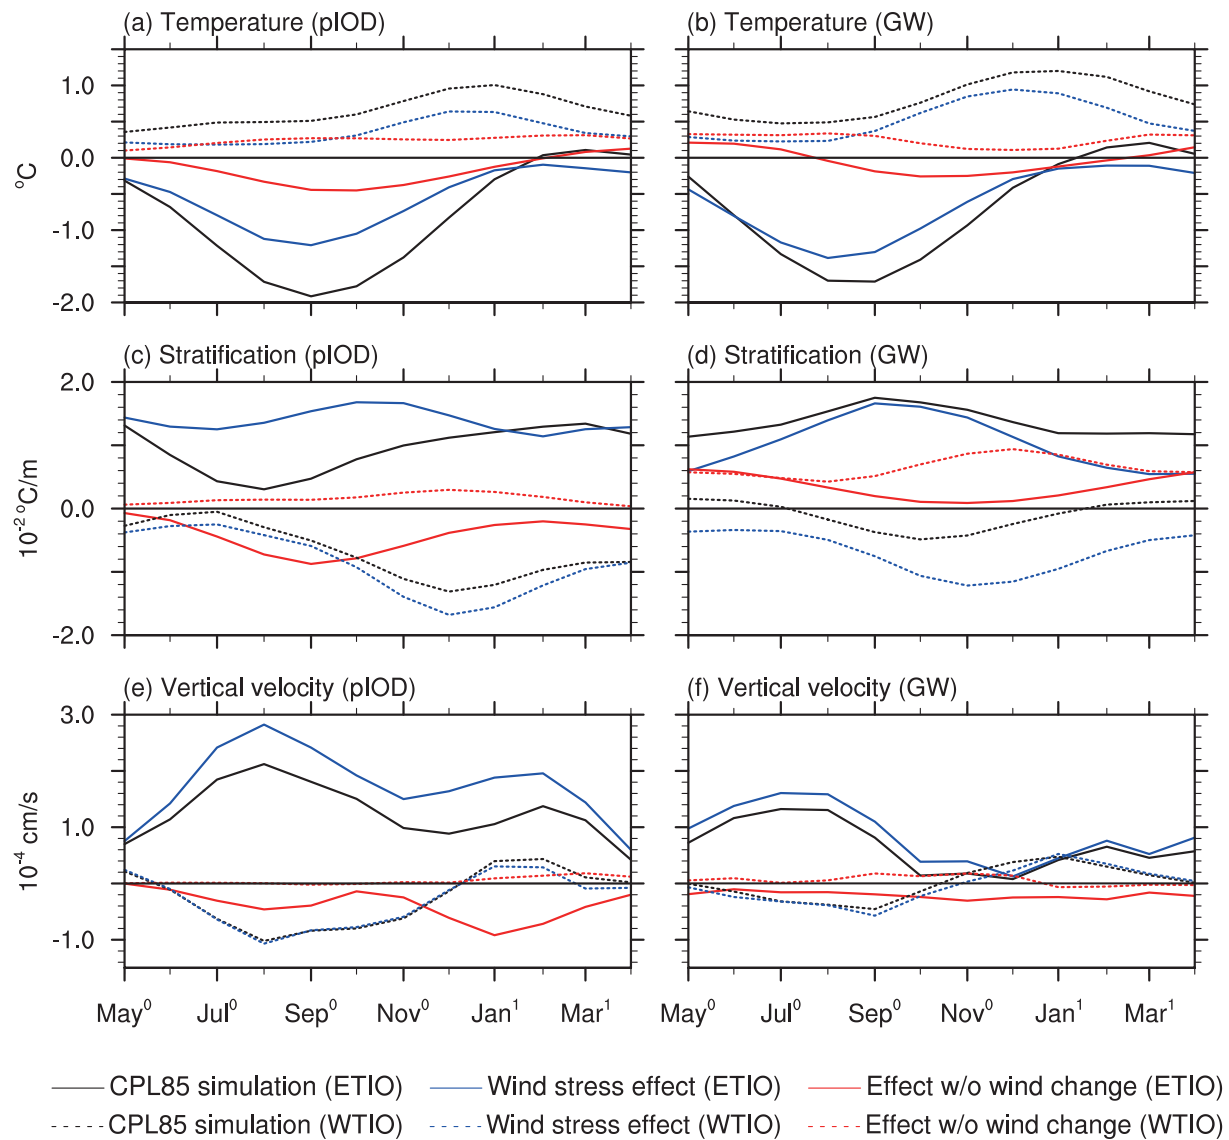 (a) Temperature (pIOD)
(b) Temperature (GW)
1.0
0.0
-1.0
-2.0
°C
(c) Stratification (pIOD)
(d) Stratification (GW)
2.0
0.0
-2.0
10⁻² °C/m
(e) Vertical velocity (pIOD)
(f) Vertical velocity (GW)
3.0
1.0
-1.0
10⁻⁴ cm/s
May⁰ Jul⁰ Sep⁰ Nov⁰ Jan¹ Mar¹
May⁰ Jul⁰ Sep⁰ Nov⁰ Jan¹ Mar¹
CPL85 simulation (ETIO) Wind stress effect (ETIO) Effect w/o wind change (ETIO)
CPL85 simulation (WTIO) Wind stress effect (WTIO) Effect w/o wind change (WTIO)